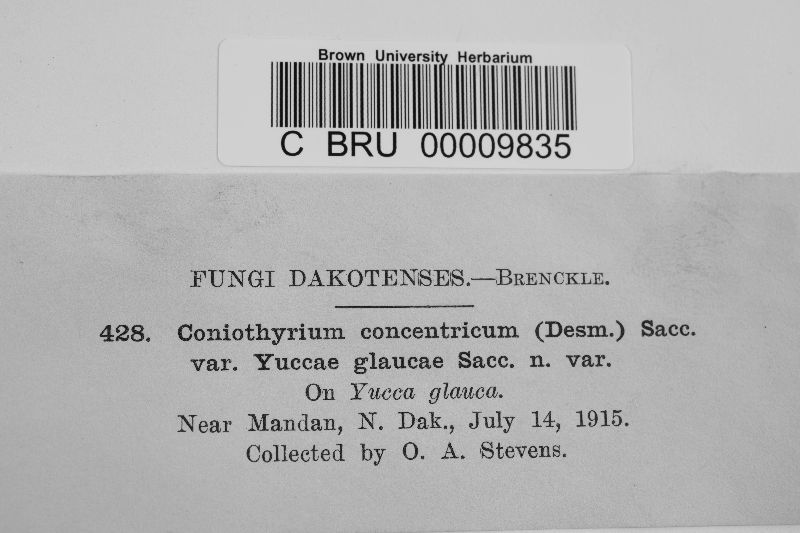 Brown University Herbarium
C BRU 00009835
FUNGI DAKOTENSES.—BRENCKLE.
428. Coniothyrium concentricum (Desm.) Sacc.
var. Yuccae glaucae Sacc. n. var.
On Yucca glauca.
Near Mandan, N. Dak., July 14, 1915.
Collected by O. A. Stevens.